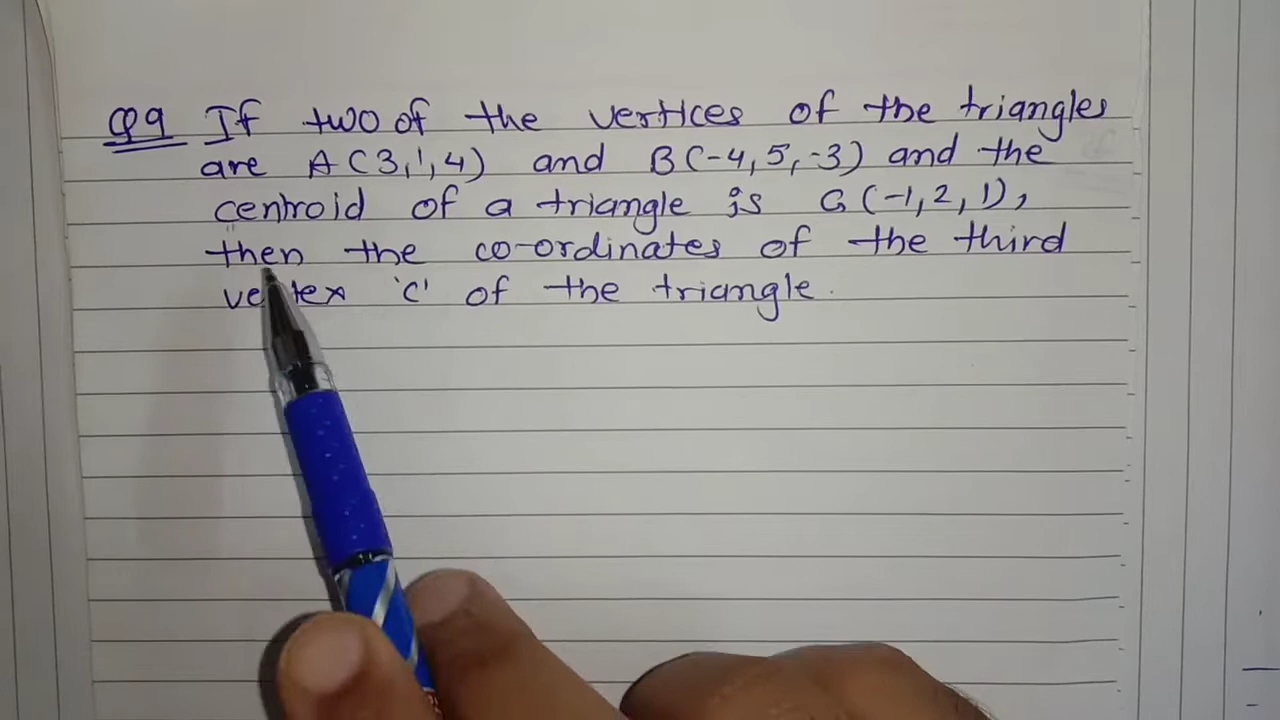 Q9 If two of the vertices of the triangles
are A(3,1,4) and B(-4,5,-3) and the
centroid of a triangle is G(-1,2,1),
then the co-ordinates of the third
vertex 'C' of the triangle.